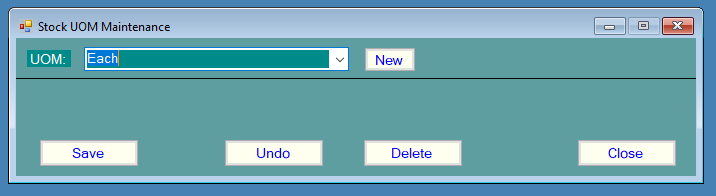 Stock UOM Maintenance
UOM: Each New
Save Undo Delete Close